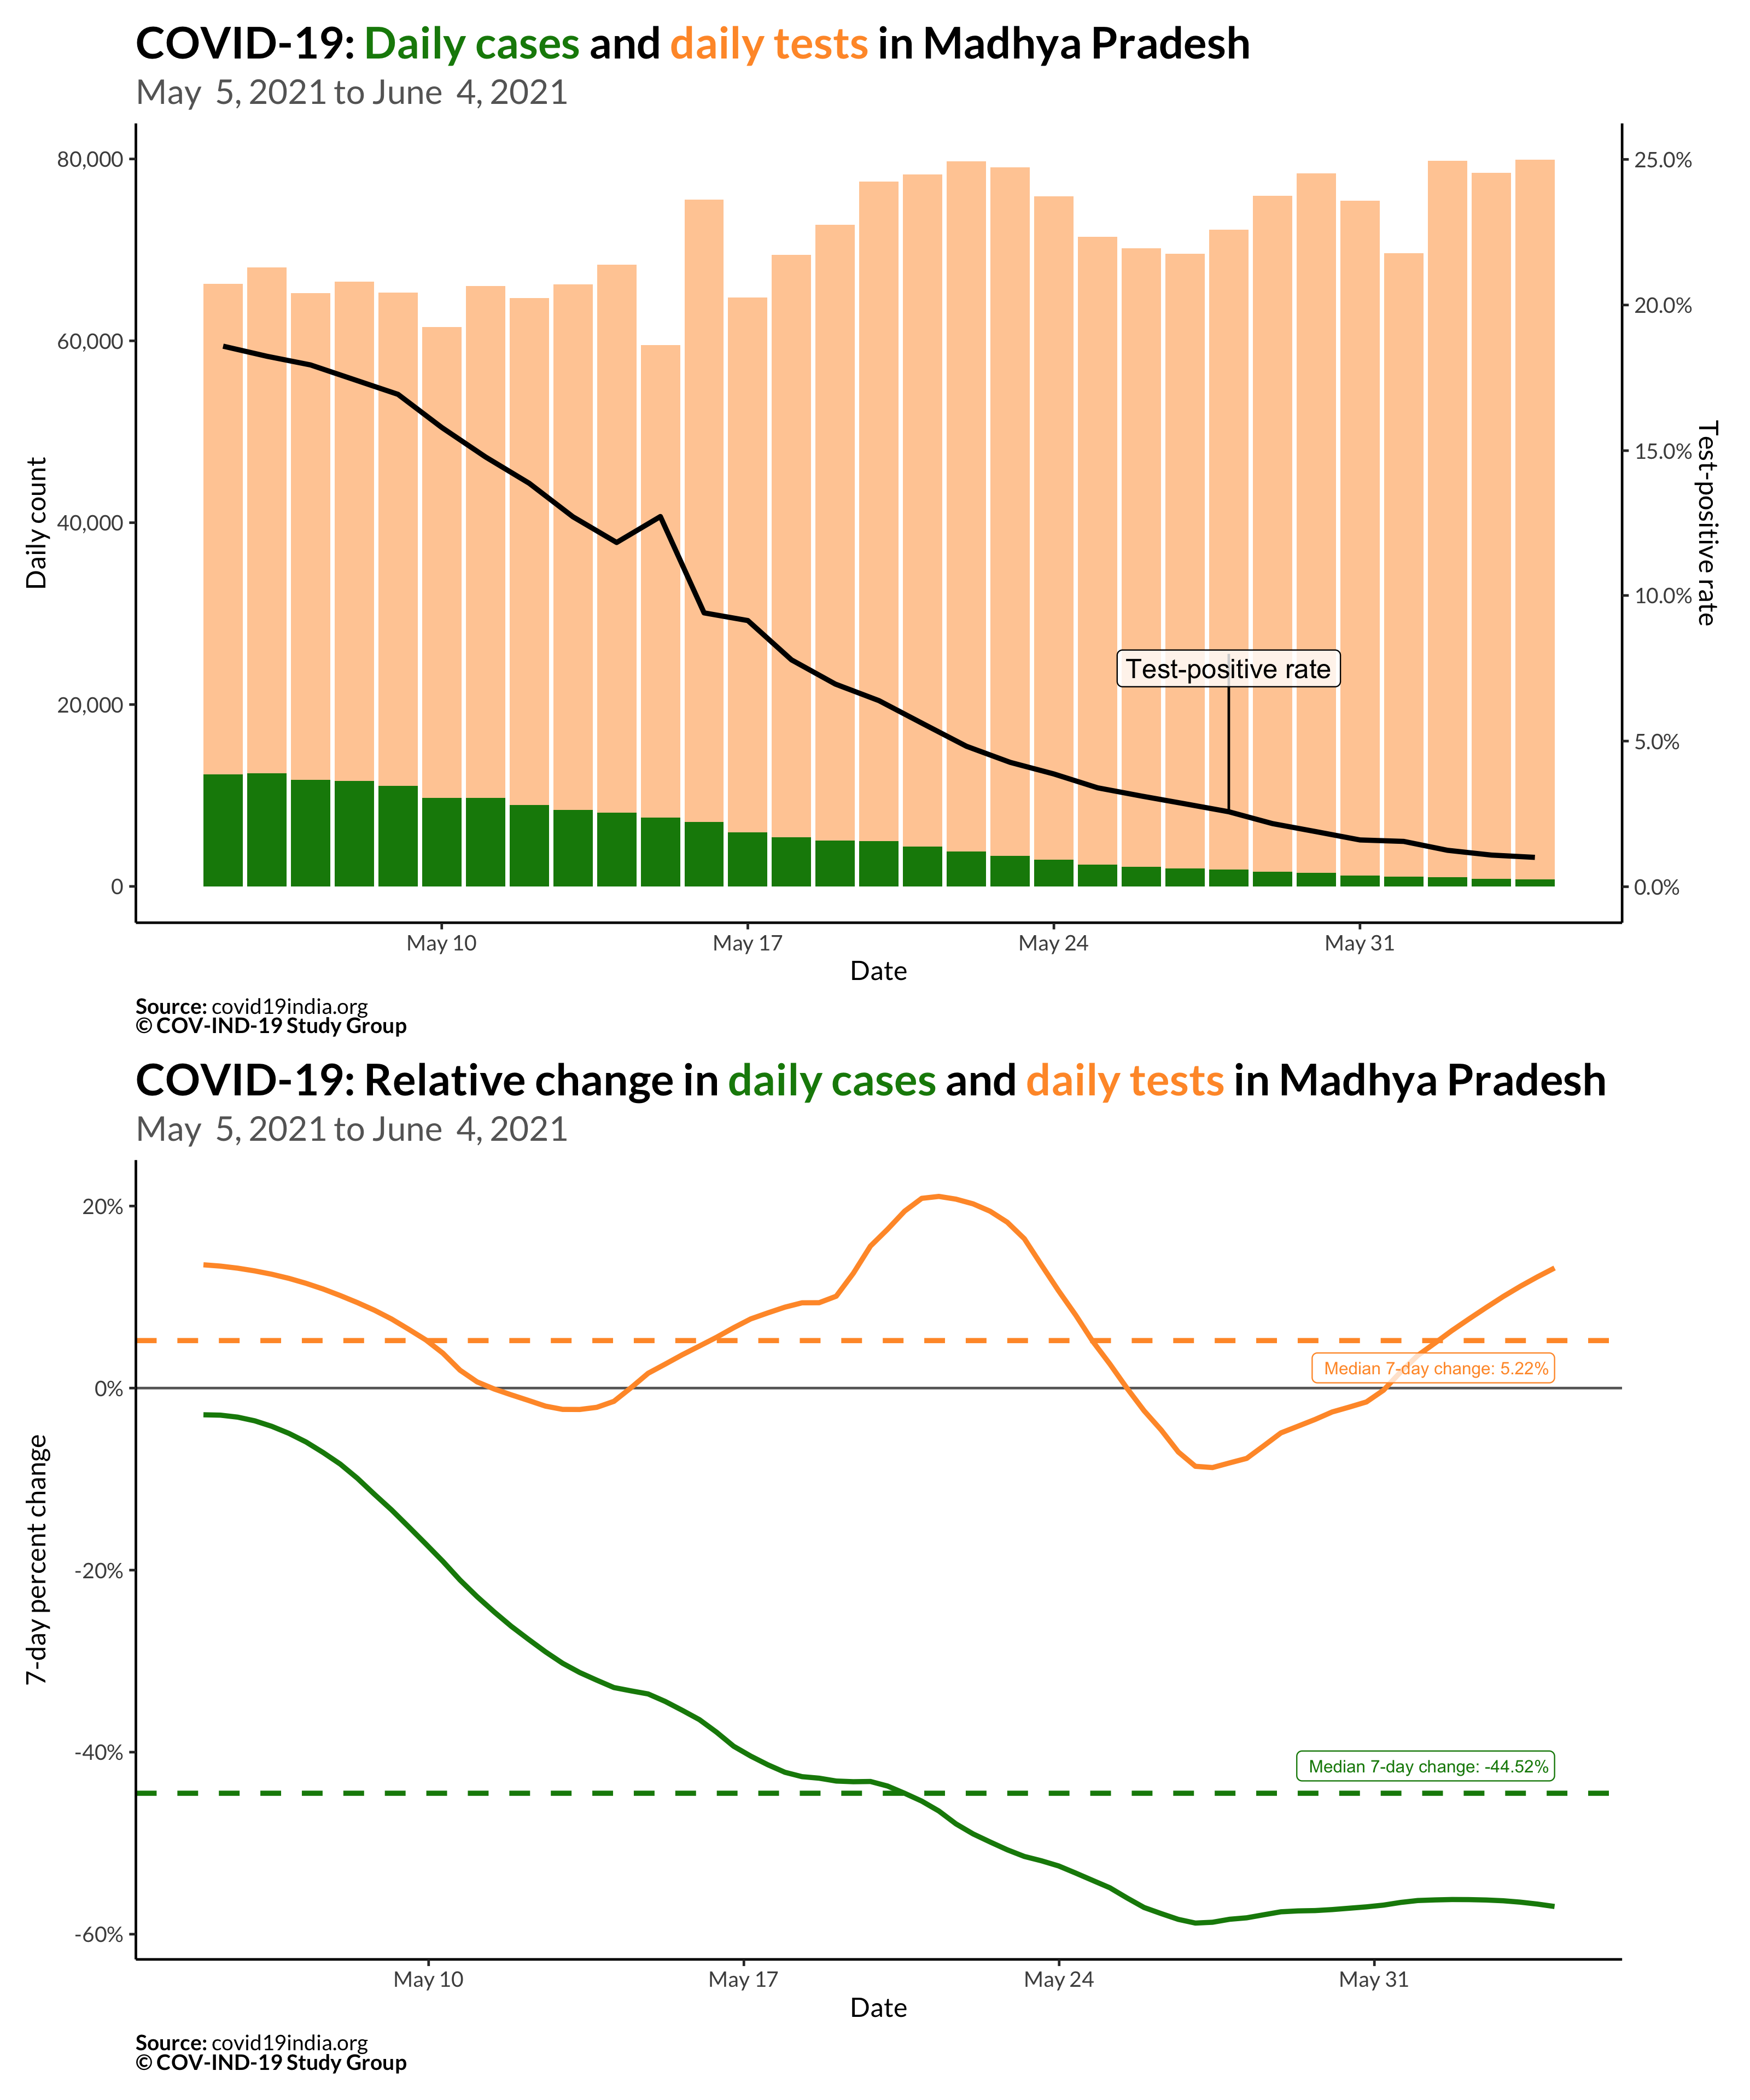 COVID-19: Daily cases and daily tests in Madhya Pradesh
May  5, 2021 to June  4, 2021
80,000
60,000
40,000
20,000
0
Daily count
25.0%
20.0%
15.0%
10.0%
5.0%
0.0%
Test-positive rate
Test-positive rate
May 10
May 17
May 24
May 31
Date
Source: covid19india.org
© COV-IND-19 Study Group
COVID-19: Relative change in daily cases and daily tests in Madhya Pradesh
May  5, 2021 to June  4, 2021
20%
0%
-20%
-40%
-60%
7-day percent change
Median 7-day change: 5.22%
Median 7-day change: -44.52%
May 10
May 17
May 24
May 31
Date
Source: covid19india.org
© COV-IND-19 Study Group